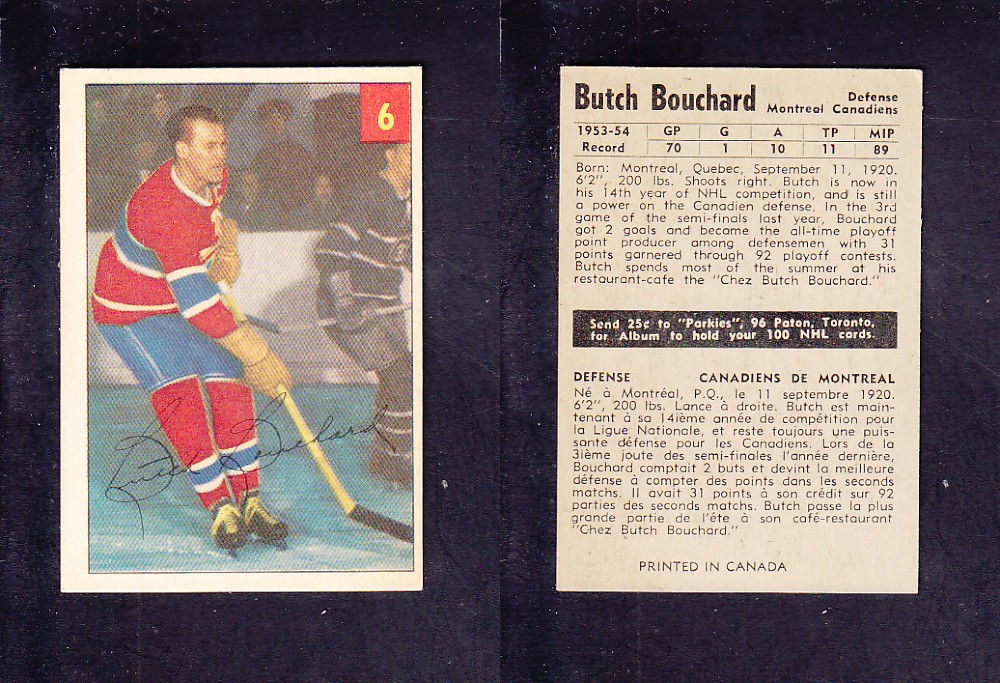 6
Butch Bouchard
Butch Bouchard Defense
Montreal Canadiens
1953-54 GP G A TP MIP
Record 70 1 10 11 89
Born: Montreal, Quebec, September 11, 1920.
6'2", 200 lbs. Shoots right. Butch is now in
his 14th year of NHL competition, and is still
a power on the Canadien defense. In the 3rd
game of the semi-finals last year, Bouchard
got 2 goals and became the all-time playoff
point producer among defensemen with 31
points garnered through 92 playoff contests.
Butch spends most of the summer at his
restaurant-cafe the "Chez Butch Bouchard."
Send 25¢ to "Parkies", 96 Paton, Toronto,
for Album to hold your 100 NHL cards.
DEFENSE CANADIENS DE MONTREAL
Né à Montréal, P.Q., le 11 septembre 1920.
6'2", 200 lbs. Lance à droite. Butch est main-
tenant à sa 14ième année de compétition pour
la Ligue Nationale, et reste toujours une puis-
sante défense pour les Canadiens. Lors de la
3ième joute des semi-finales l'année dernière,
Bouchard comptait 2 buts et devint la meilleure
défense à compter des points dans les seconds
matchs. Il avait 31 points à son crédit sur 92
parties des seconds matchs. Butch passe la plus
grande partie de l'éte à son café-restaurant
"Chez Butch Bouchard."
PRINTED IN CANADA